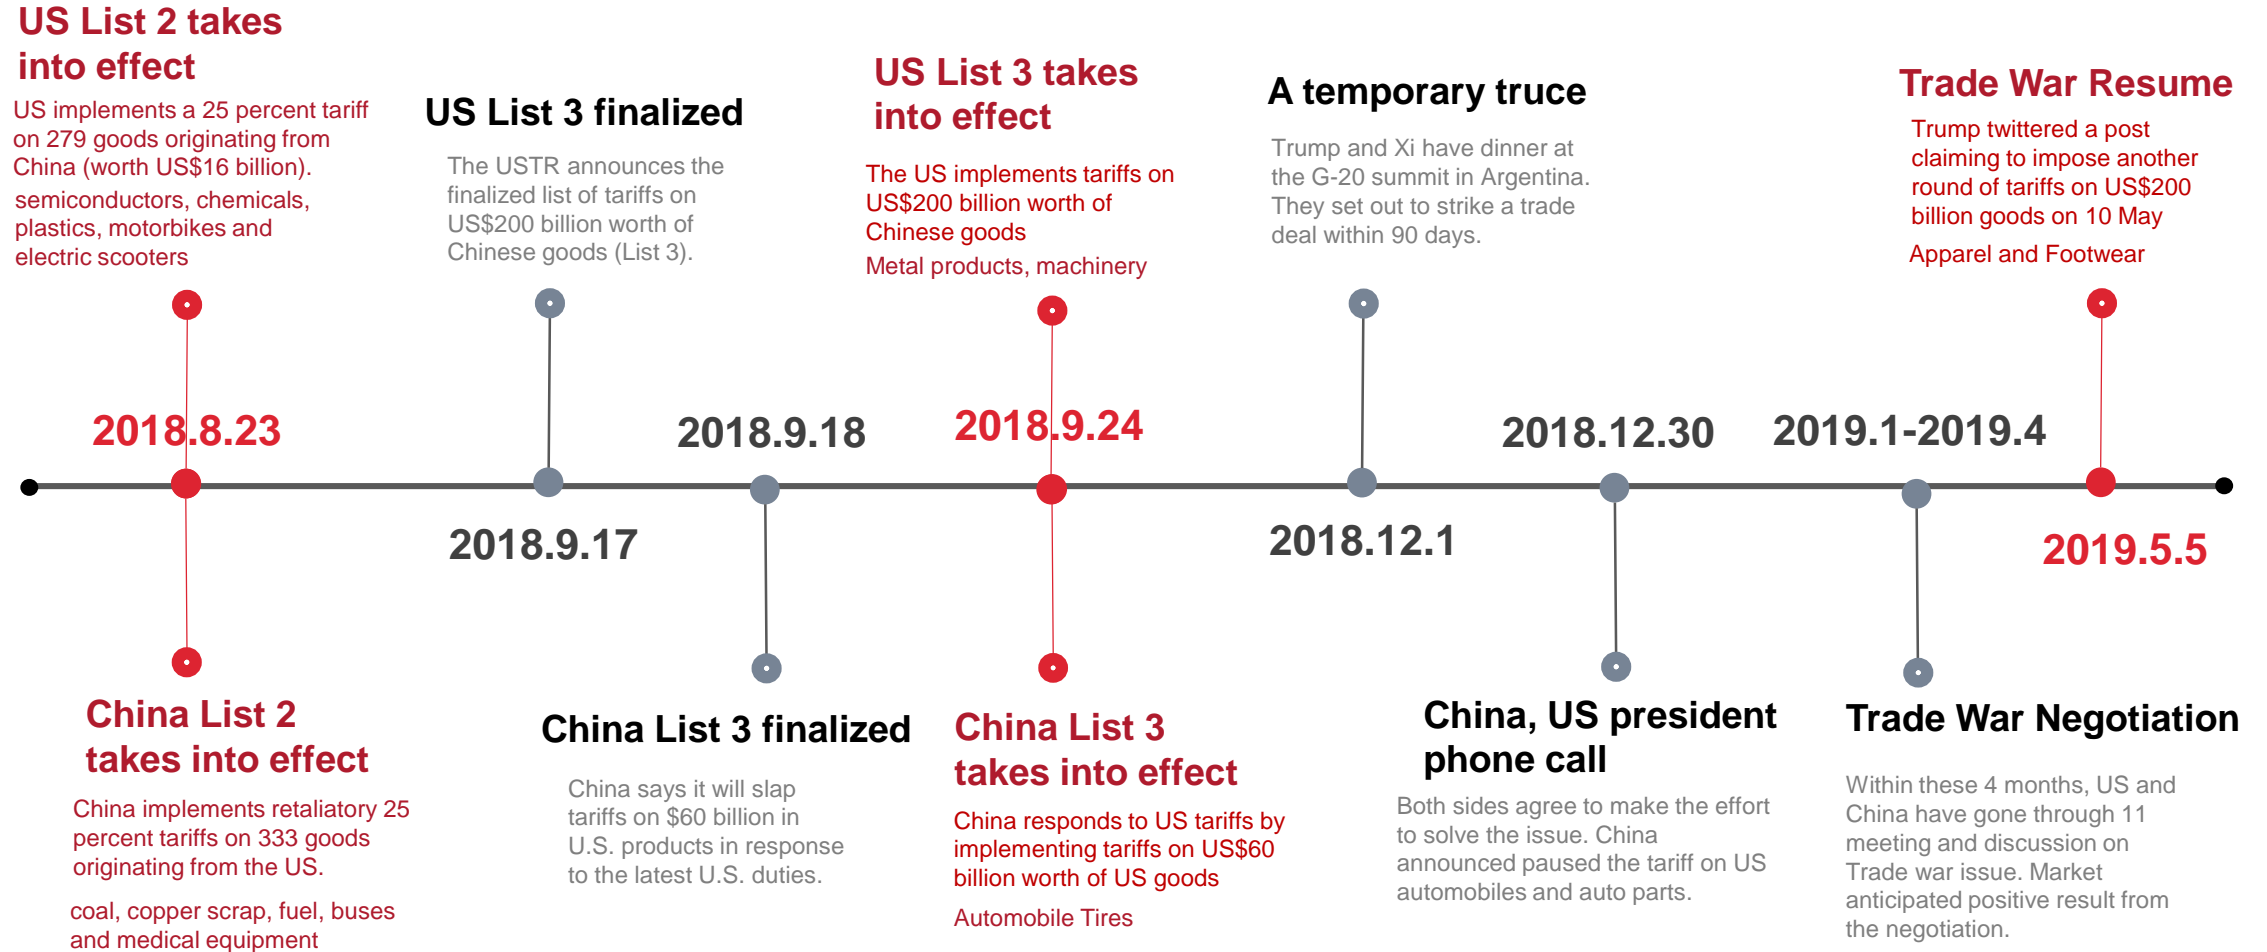 US List 2 takes
into effect
US implements a 25 percent tariff
on 279 goods originating from
China (worth US$16 billion).
semiconductors, chemicals,
plastics, motorbikes and
electric scooters
US List 3 finalized
The USTR announces the
finalized list of tariffs on
US$200 billion worth of
Chinese goods (List 3).
US List 3 takes
into effect
The US implements tariffs on
US$200 billion worth of
Chinese goods
Metal products, machinery
A temporary truce
Trump and Xi have dinner at
the G-20 summit in Argentina.
They set out to strike a trade
deal within 90 days.
Trade War Resume
Trump twittered a post
claiming to impose another
round of tariffs on US$200
billion goods on 10 May
Apparel and Footwear
2018.8.23
2018.9.17
2018.9.18
2018.9.24
2018.12.1
2018.12.30
2019.1-2019.4
2019.5.5
China List 2
takes into effect
China implements retaliatory 25
percent tariffs on 333 goods
originating from the US.
coal, copper scrap, fuel, buses
and medical equipment
China List 3 finalized
China says it will slap
tariffs on $60 billion in
U.S. products in response
to the latest U.S. duties.
China List 3
takes into effect
China responds to US tariffs by
implementing tariffs on US$60
billion worth of US goods
Automobile Tires
China, US president
phone call
Both sides agree to make the effort
to solve the issue. China
announced paused the tariff on US
automobiles and auto parts.
Trade War Negotiation
Within these 4 months, US and
China have gone through 11
meeting and discussion on
Trade war issue. Market
anticipated positive result from
the negotiation.